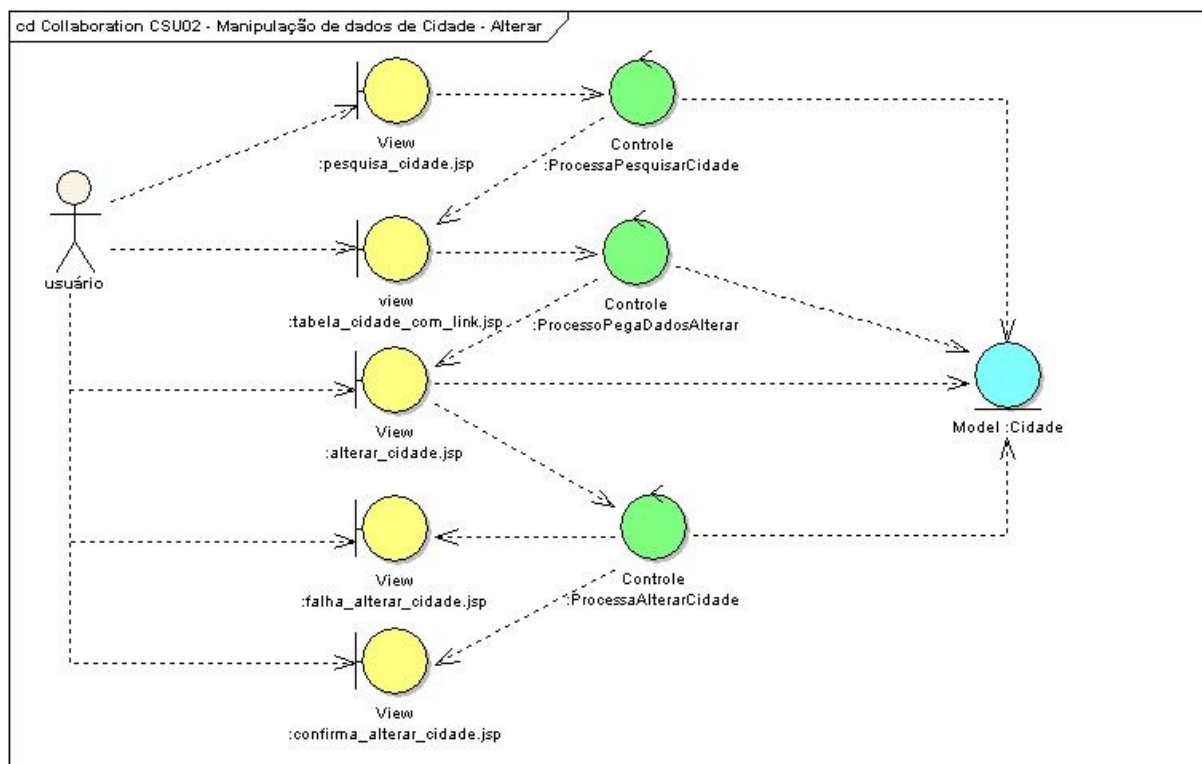 cd Collaboration CSU02 - Manipulação de dados de Cidade - Alterar
View
:pesquisa_cidade.jsp
Controle
:ProcessaPesquisarCidade
usuário
view
:tabela_cidade_com_link.jsp
Controle
:ProcessoPegaDadosAlterar
View
:alterar_cidade.jsp
Model :Cidade
View
:falha_alterar_cidade.jsp
Controle
:ProcessaAlterarCidade
View
:confirma_alterar_cidade.jsp